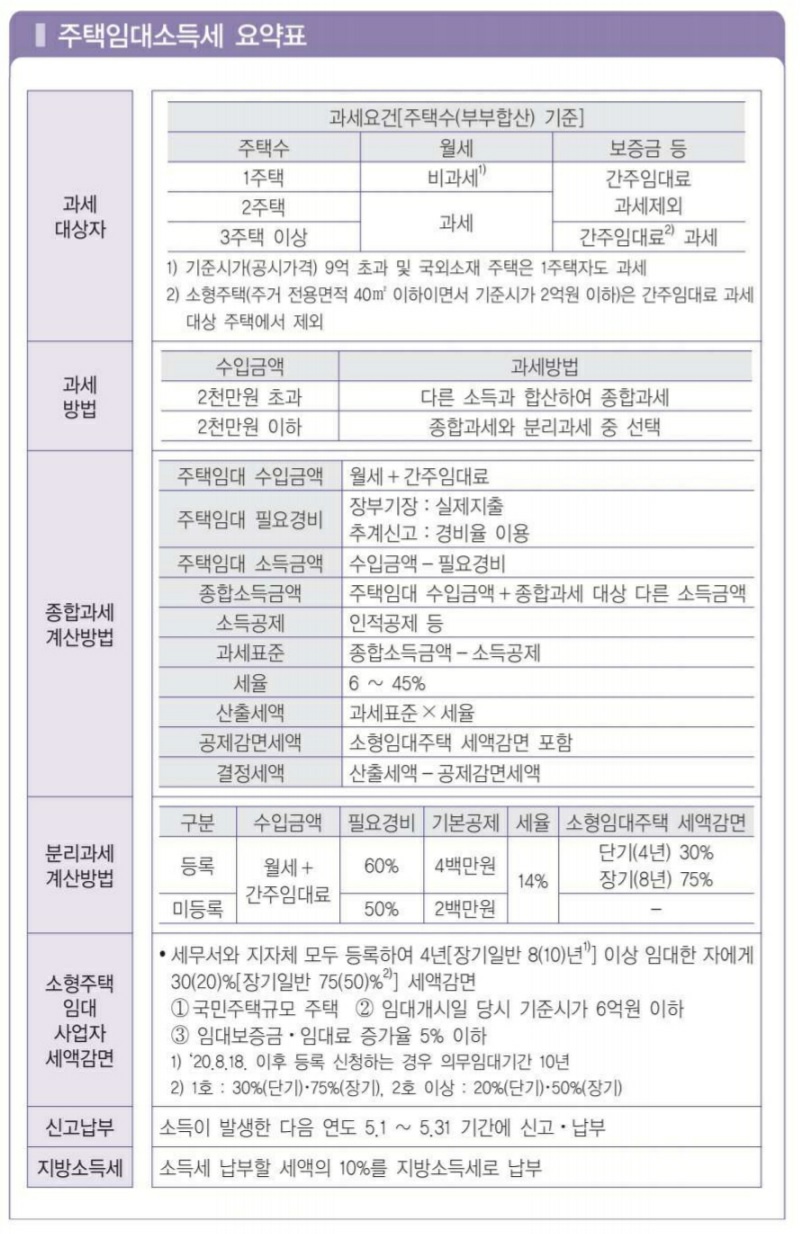 주택임대소득세 요약표
과세
대상자
과세요건[주택수(부부합산) 기준]
주택수 월세 보증금 등
1주택 비과세1) 간주임대료
2주택 과세제외
과세
3주택 이상 간주임대료2) 과세
1) 기준시가(공시가격) 9억 초과 및 국외소재 주택은 1주택자도 과세
2) 소형주택(주거 전용면적 40㎡ 이하이면서 기준시가 2억원 이하)은 간주임대료 과세
대상 주택에서 제외
과세
방법
수입금액 과세방법
2천만원 초과 다른 소득과 합산하여 종합과세
2천만원 이하 종합과세와 분리과세 중 선택
종합과세
계산방법
주택임대 수입금액 월세+간주임대료
주택임대 필요경비 장부기장 : 실제지출
추계신고 : 경비율 이용
주택임대 소득금액 수입금액-필요경비
종합소득금액 주택임대 수입금액+종합과세 대상 다른 소득금액
소득공제 인적공제 등
과세표준 종합소득금액-소득공제
세율 6 ~ 45%
산출세액 과세표준×세율
공제감면세액 소형임대주택 세액감면 포함
결정세액 산출세액-공제감면세액
분리과세
계산방법
구분 수입금액 필요경비 기본공제 세율 소형임대주택 세액감면
등록 월세+ 60% 4백만원 14% 단기(4년) 30%
간주임대료 장기(8년) 75%
미등록 50% 2백만원 -
소형주택
임대
사업자
세액감면
• 세무서와 지자체 모두 등록하여 4년[장기일반 8(10)년1)] 이상 임대한 자에게
30(20)%[장기일반 75(50)%2)] 세액감면
① 국민주택규모 주택 ② 임대개시일 당시 기준시가 6억원 이하
③ 임대보증금·임대료 증가율 5% 이하
1) ‘20.8.18. 이후 등록 신청하는 경우 의무임대기간 10년
2) 1호 : 30%(단기)·75%(장기), 2호 이상 : 20%(단기)·50%(장기)
신고납부 소득이 발생한 다음 연도 5.1 ~ 5.31 기간에 신고·납부
지방소득세 소득세 납부할 세액의 10%를 지방소득세로 납부